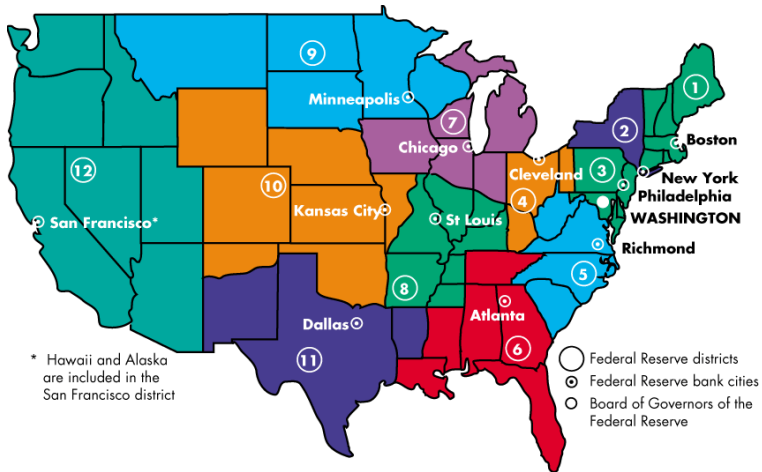 9
1
Minneapolis
2
7
Boston
Chicago
3
New York
12
Cleveland
10
Philadelphia
4
Kansas City
WASHINGTON
San Francisco*
St Louis
Richmond
5
8
Atlanta
Dallas
6
11
* Hawaii and Alaska
are included in the
San Francisco district
Federal Reserve districts
Federal Reserve bank cities
Board of Governors of the
Federal Reserve